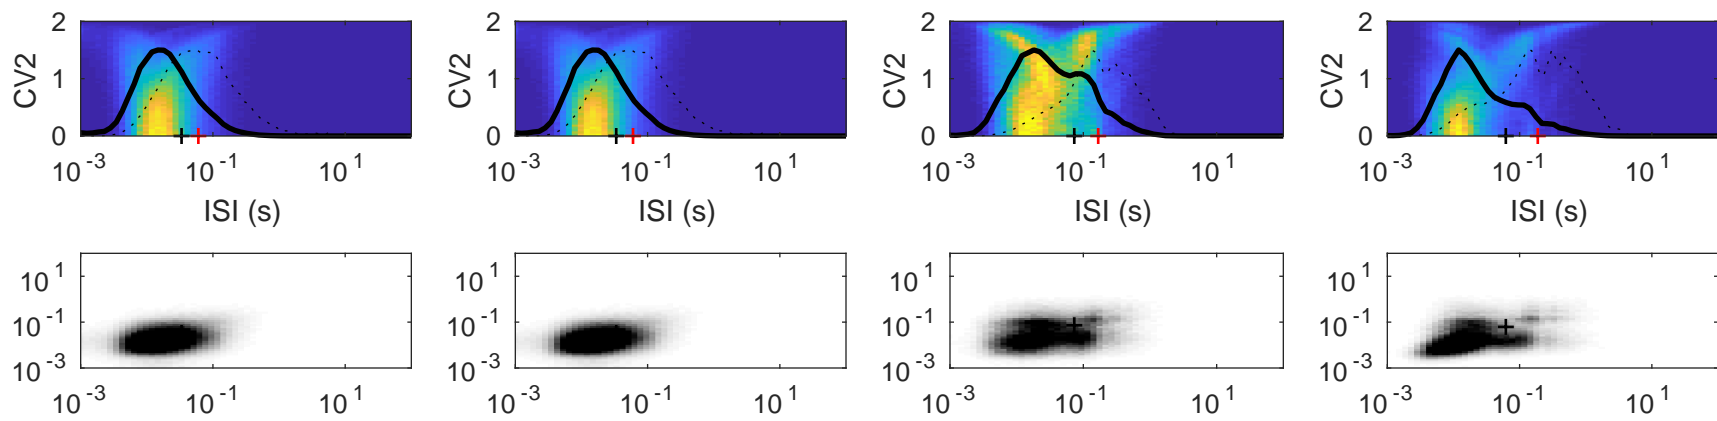 2 2 2 2
CV2 CV2 CV2 CV2
1 1 1 1
0 0 0 0
10^-3 10^-1 10^1 10^-3 10^-1 10^1 10^-3 10^-1 10^1 10^-3 10^-1 10^1
ISI (s) ISI (s) ISI (s) ISI (s)
10^1 10^1 10^1 10^1
10^-1 10^-1 10^-1 10^-1
10^-3 10^-3 10^-3 10^-3
10^-3 10^-1 10^1 10^-3 10^-1 10^1 10^-3 10^-1 10^1 10^-3 10^-1 10^1